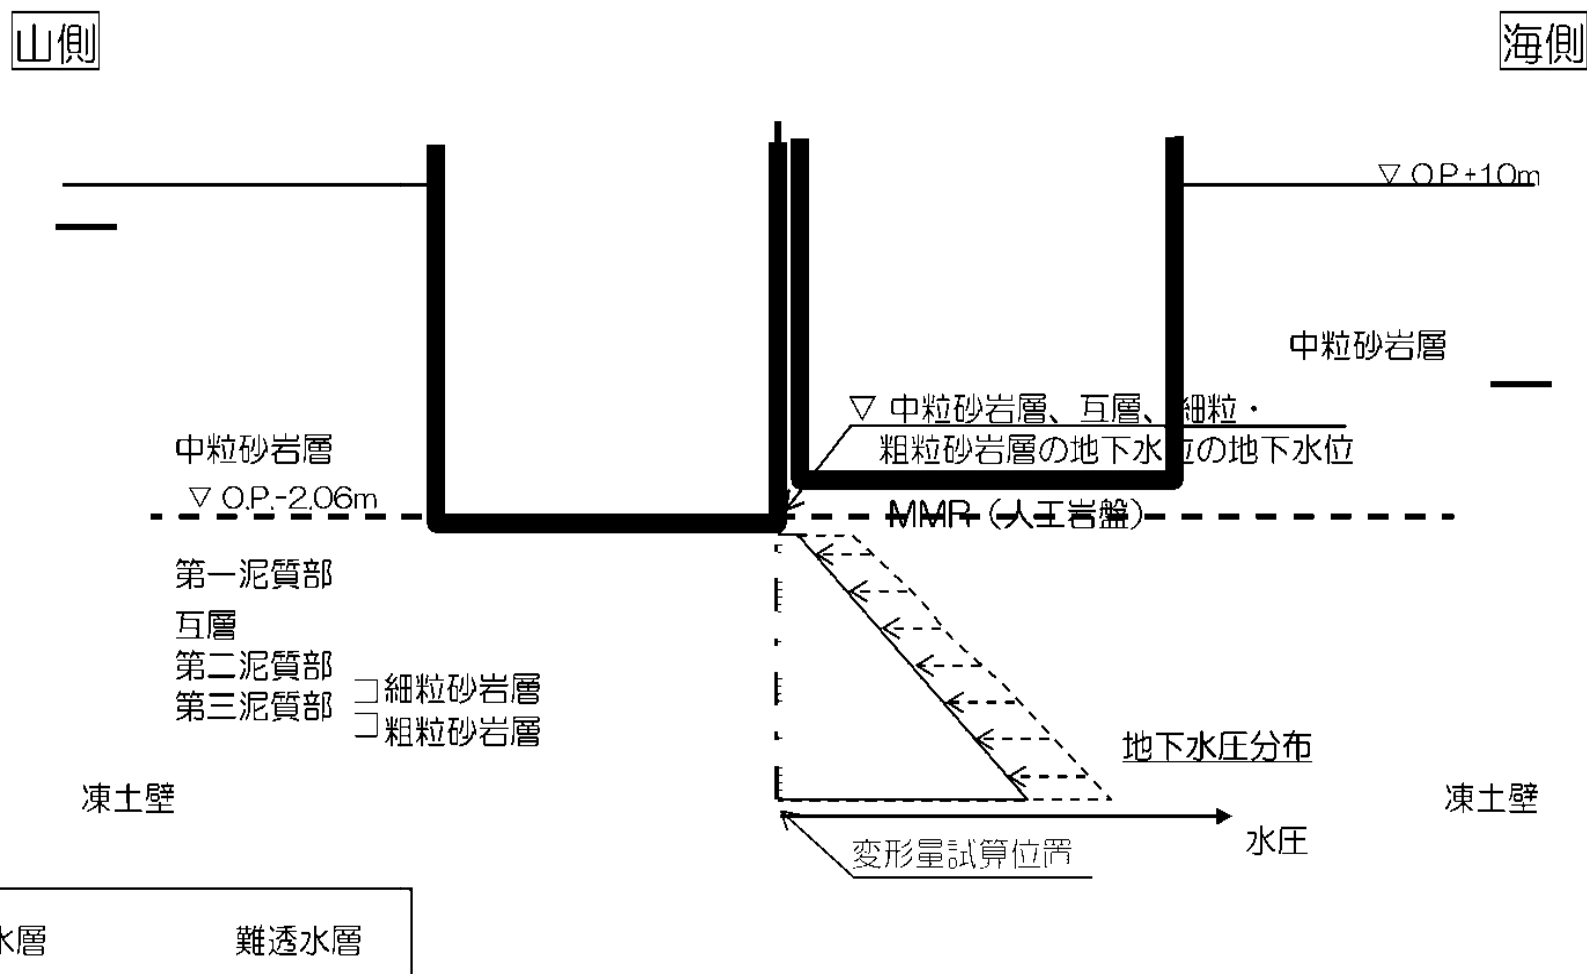 山側
海側
▽ O.P.+10m
中粒砂岩層
▽ 中粒砂岩層、互層、細粒・
粗粒砂岩層の地下水位の地下水位
中粒砂岩層
▽ O.P.-2.06m
MMR（人工岩盤）
第一泥質部
互層
第二泥質部
第三泥質部
細粒砂岩層
粗粒砂岩層
地下水圧分布
凍土壁
凍土壁
水圧
変形量試算位置
水層
難透水層